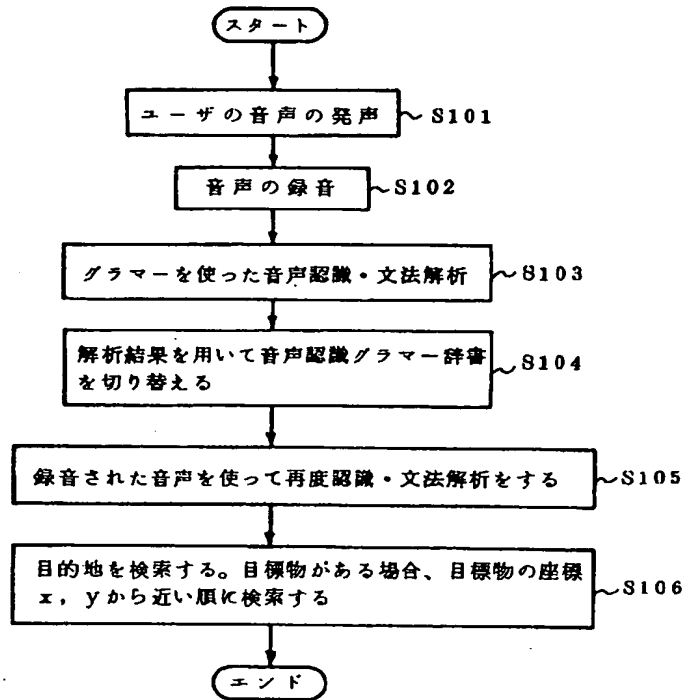 スタート
ユーザの音声の発声 ~S101
音声の録音 ~S102
グラマーを使った音声認識・文法解析 ~S103
解析結果を用いて音声認識グラマー辞書
を切り替える ~S104
録音された音声を使って再度認識・文法解析をする ~S105
目的地を検索する。目標物がある場合、目標物の座標
x，yから近い順に検索する ~S106
エンド